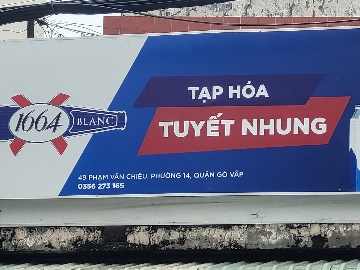 1664
BLANC
TẠP HÓA
TUYẾT NHUNG
49 PHẠM VĂN CHIÊU, PHƯỜNG 14, QUẬN GÒ VẤP
0356 273 165